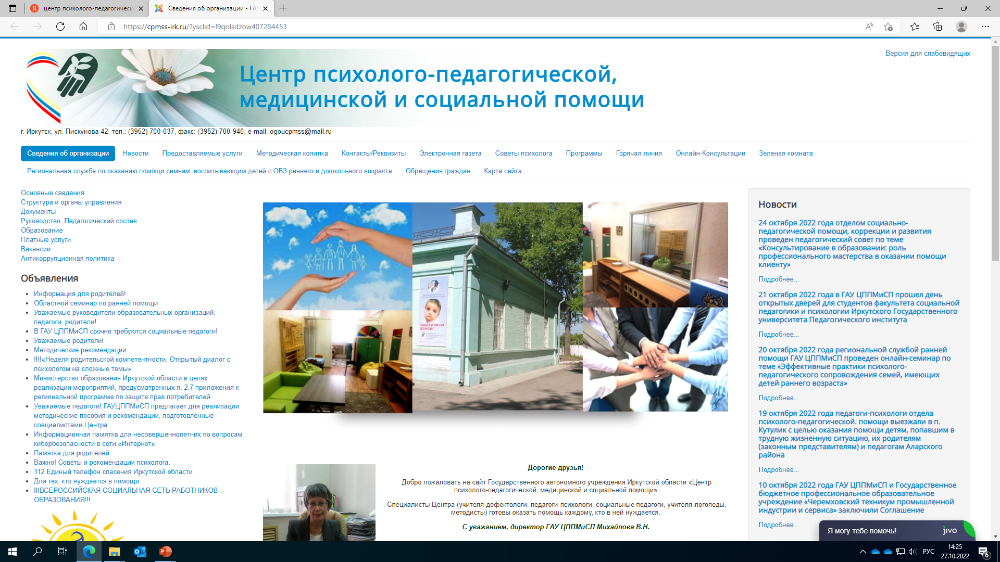 центр психолого-педагогическ
Сведения об организации - ГА
https://cpmss-irk.ru/?ysclid=l9qolsdzow407284453
Версия для слабовидящих
Центр психолого-педагогической,
медицинской и социальной помощи
г. Иркутск, ул. Пискунова 42. тел.: (3952) 700-037, факс: (3952) 700-940, e-mail: ogoucpmss@mail.ru
Сведения об организации Новости Предоставляемые услуги Методическая копилка Контакты/Реквизиты Электронная газета Советы психолога Программы Горячая линия Онлайн-Консультации Зеленая комната
Региональная служба по оказанию помощи семьям, воспитывающим детей с ОВЗ раннего и дошкольного возраста Обращения граждан Карта сайта
Основные сведения
Структура и органы управления
Документы
Руководство. Педагогический состав
Образование
Платные услуги
Вакансии
Антикоррупционная политика
Объявления
Информация для родителей!
Областной семинар по ранней помощи
Уважаемые руководители образовательных организаций,
педагоги, родители!
В ГАУ ЦППМиСП срочно требуются социальные педагоги!
Уважаемые родители!
Методические рекомендации
!!!!«Неделя родительской компетентности. Открытый диалог с
психологом на сложные темы»
Министерство образования Иркутской области в целях
реализации мероприятий, предусматренных п. 2.7 приложения к
региональной программе по защите прав потребителей
Уважаемые педагоги! ГАУЦППМиСП предлагает для реализации
методические пособия и рекомендации, подготовленные
специалистами Центра
Информационная памятка для несовершеннолетних по вопросам
кибербезопасности в сети «Интернет».
Памятка для родителей.
Важно! Советы и рекомендации психолога.
112 Единый телефон спасения Иркутской области
Для тех, кто нуждается в помощи.
!!!ВСЕРОССИЙСКАЯ СОЦИАЛЬНАЯ СЕТЬ РАБОТНИКОВ
ОБРАЗОВАНИЯ!!!
ЗАБЕРИ МЕНЯ
ДОМОЙ!
Дорогие друзья!
Добро пожаловать на сайт Государственного автономного учреждения Иркутской области «Центр
психолого-педагогической, медицинской и социальной помощи»
Специалисты Центра (учителя-дефектологи, педагоги-психологи, социальные педагоги, учителя-логопеды,
методисты) готовы оказать помощь каждому, кто в ней нуждается.
С уважением, директор ГАУ ЦППМиСП Михайлова В.Н.
Новости
24 октября 2022 года отделом социально-
педагогической помощи, коррекции и развития
проведен педагогический совет по теме
«Консультирование в образовании: роль
профессионального мастерства в оказании помощи
клиенту»
Подробнее...
21 октября 2022 года в ГАУ ЦППМиСП прошел день
открытых дверей для студентов факультета социальной
педагогики и психологии Иркутского Государственного
университета Педагогического института
Подробнее...
20 октября 2022 года региональной службой ранней
помощи ГАУ ЦППМиСП проведен онлайн-семинар по
теме «Эффективные практики психолого-
педагогического сопровождения семей, имеющих
детей раннего возраста»
Подробнее...
19 октября 2022 года педагоги-психологи отдела
психолого-педагогической. помощи выезжали в п.
Кутулик с целью оказания помощи детям, попавшим в
трудную жизненную ситуацию, их родителям
(законным представителям) и педагогам Аларского
района
Подробнее...
10 октября 2022 года ГАУ ЦППМиСП и Государственное
бюджетное профессиональное образовательное
учреждение «Черемховский техникум промышленной
индустрии и сервиса» заключили Соглашение
Подробнее...
Я могу тебе помочь! jivo
РУС
14:25
27.10.2022
6